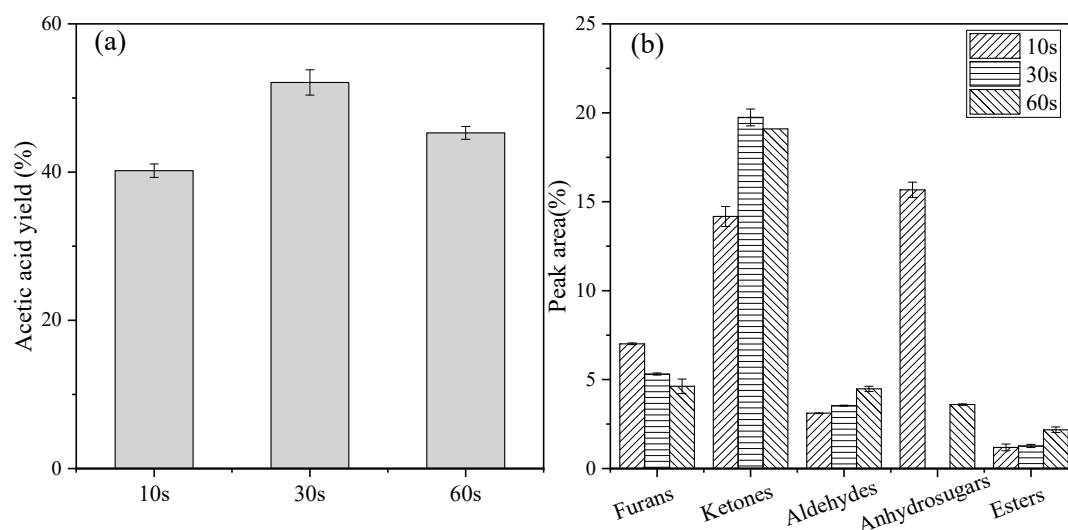 (a)
Acetic acid yield (%)
60
40
20
0
10s
30s
60s
(b)
Peak area(%)
25
20
15
10
5
0
10s
30s
60s
Furans
Ketones
Aldehydes
Anhydrosugars
Esters